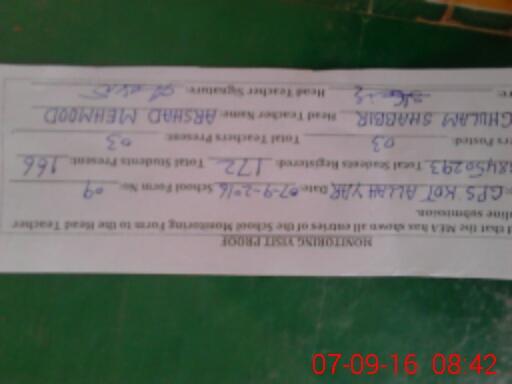 MONITORING VISIT PROOF
d that the MEA has shown all entries of the School Monitoring Form to the Head Teacher
nline submission.
GPS KOT ALLAH YAR Date: 07-9-2016 School Form No: 09
38450293 Total Students Registered: 172 Total Students Present: 166
ers Posted: 03 Total Teachers Present: 03
GHULAM SHABBIR Head Teacher Name: ARSHAD MEHMOOD
re: Head Teacher Signature:
07-09-16 08:42